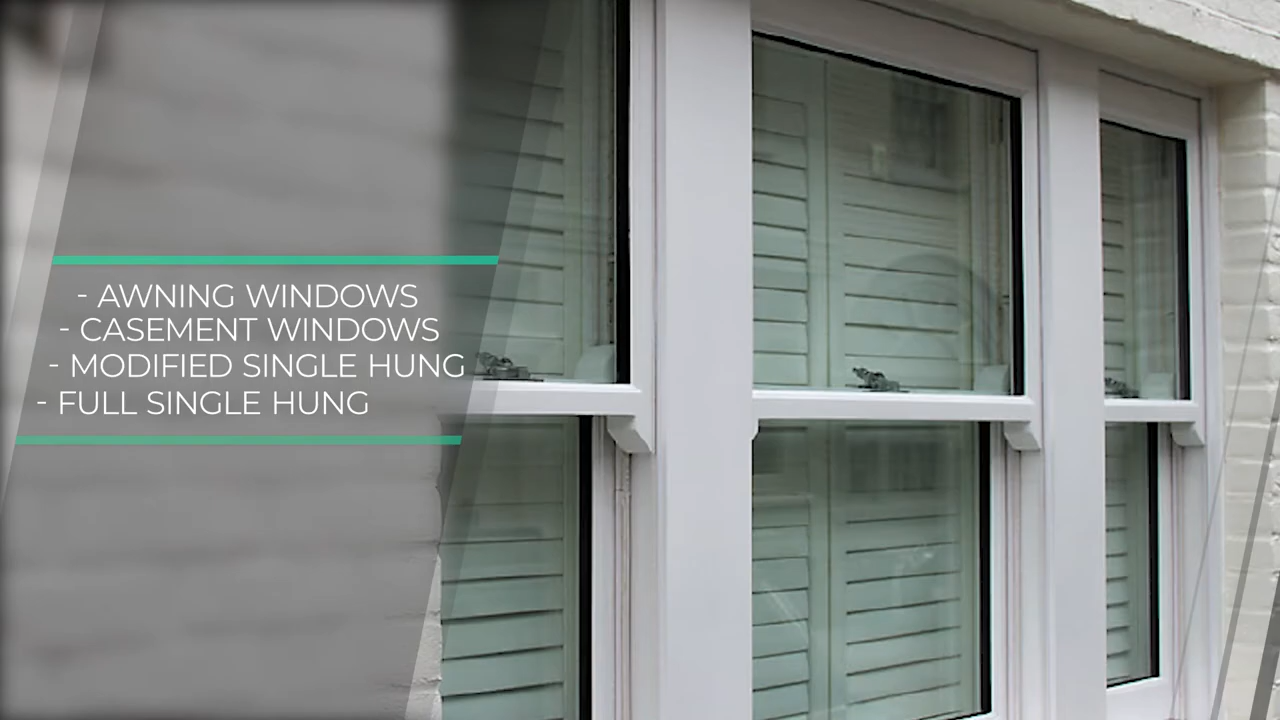 - AWNING WINDOWS
- CASEMENT WINDOWS
- MODIFIED SINGLE HUNG
- FULL SINGLE HUNG